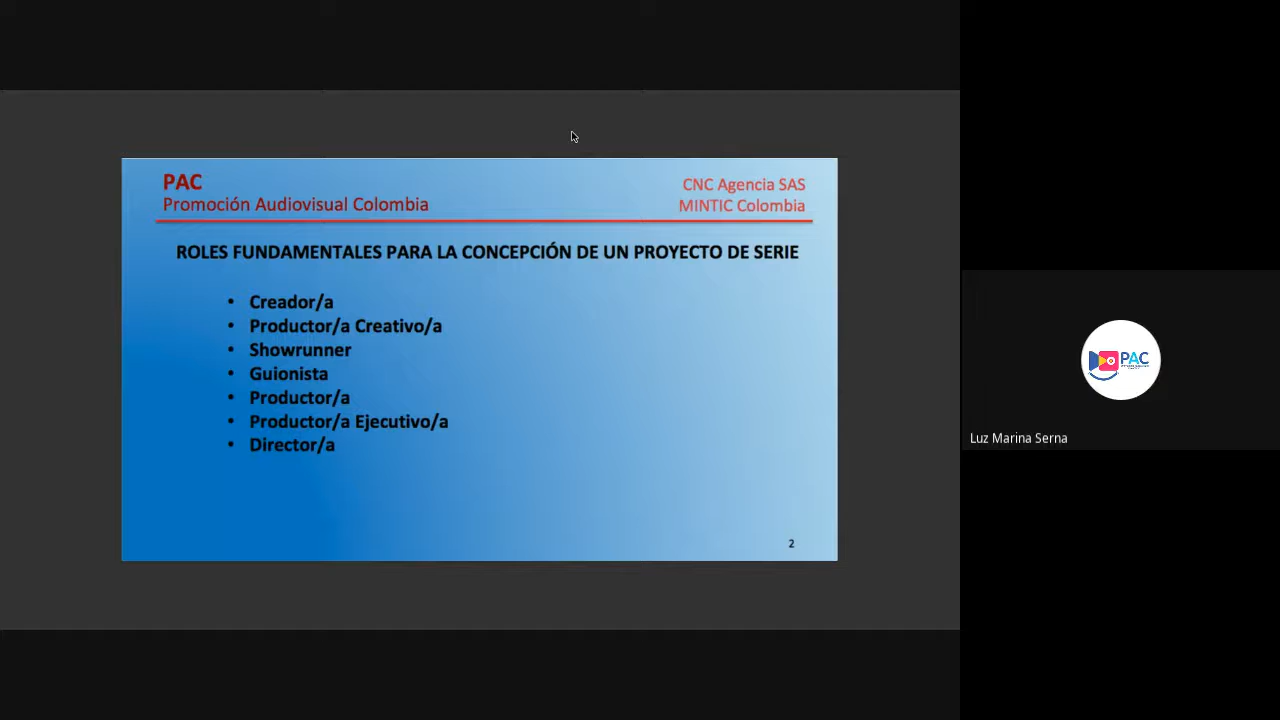 PAC
Promoción Audiovisual Colombia
CNC Agencia SAS
MINTIC Colombia
ROLES FUNDAMENTALES PARA LA CONCEPCIÓN DE UN PROYECTO DE SERIE
• Creador/a
• Productor/a Creativo/a
• Showrunner
• Guionista
• Productor/a
• Productor/a Ejecutivo/a
• Director/a
2
PAC
Luz Marina Serna